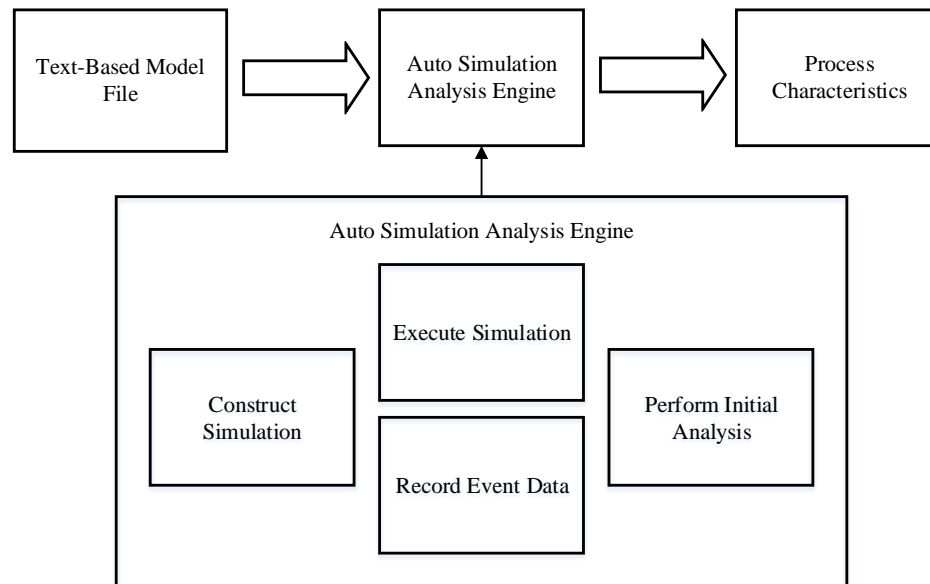 Text-Based Model
File
Auto Simulation
Analysis Engine
Process
Characteristics
Auto Simulation Analysis Engine
Execute Simulation
Construct
Simulation
Perform Initial
Analysis
Record Event Data